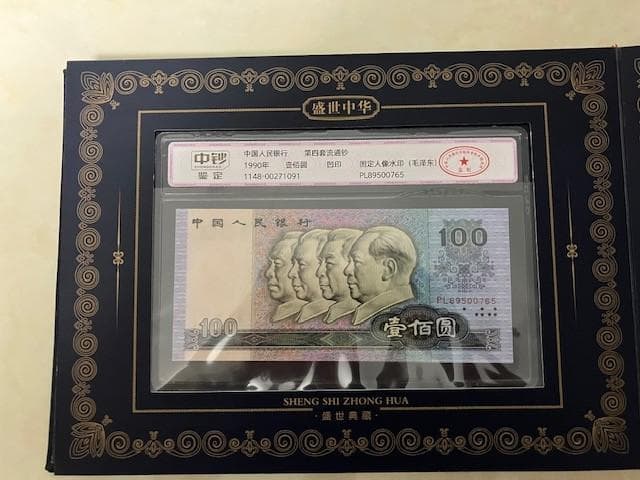 盛世中华
中钞
鉴定
中国人民银行 第四套流通钞
1990年 壹佰圆 凹印 固定人像水印（毛泽东）
1148-00271091 PL89500765
中国人民银行
100
PL89500765
100
壹佰圆
SHENG SHI ZHONG HUA
·盛世典藏·